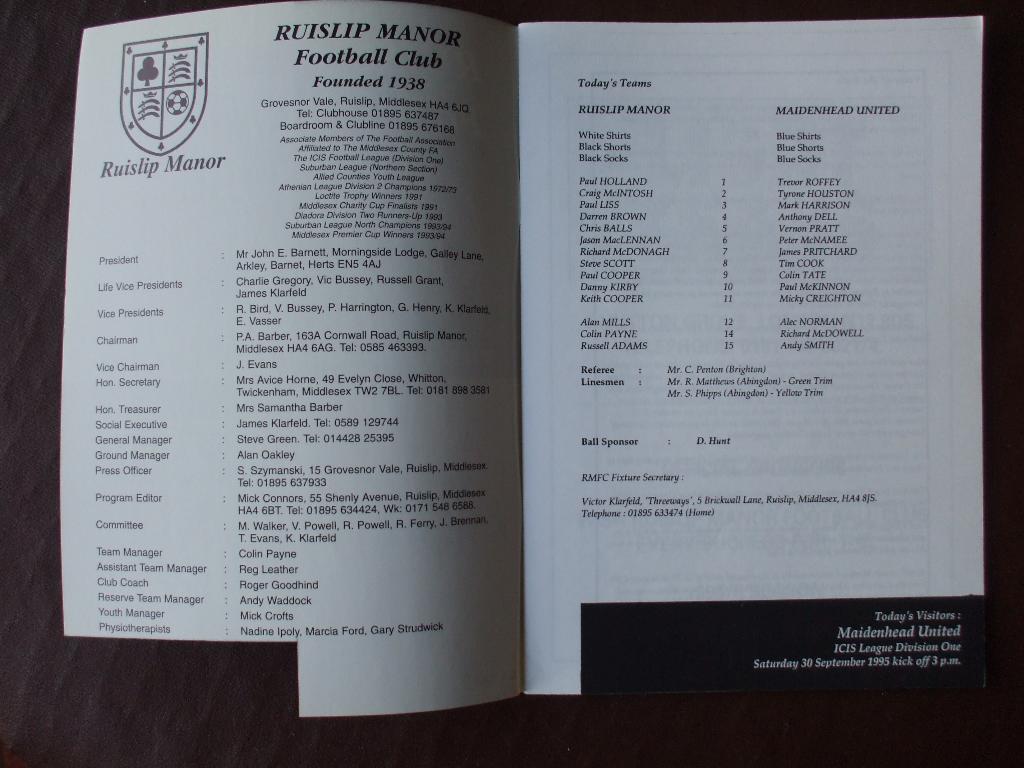 RUISLIP MANOR
Football Club
Founded 1938
Grovesnor Vale, Ruislip, Middlesex HA4 6JQ
Tel: Clubhouse 01895 637487
Boardroom & Clubline 01895 676168
Ruislip Manor
Associate Members of The Football Association
Affiliated to The Middlesex County FA
The ICIS Football League (Division One)
Suburban League (Northern Section)
Allied Counties Youth League
Athenian League Division 2 Champions 1972/73
Loctite Trophy Winners 1991
Middlesex Charity Cup Finalists 1991
Diadora Division Two Runners-Up 1993
Suburban League North Champions 1993/94
Middlesex Premier Cup Winners 1993/94
President : Mr John E. Barnett, Morningside Lodge, Galley Lane,
Arkley, Barnet, Herts EN5 4AJ
Life Vice Presidents : Charlie Gregory, Vic Bussey, Russell Grant,
James Klarfeld
Vice Presidents : R. Bird, V. Bussey, P. Harrington, G. Henry, K. Klarfeld,
E. Vasser
Chairman : P.A. Barber, 163A Cornwall Road, Ruislip Manor,
Middlesex HA4 6AG. Tel: 0585 463393.
Vice Chairman : J. Evans
Hon. Secretary : Mrs Avice Horne, 49 Evelyn Close, Whitton,
Twickenham, Middlesex TW2 7BL. Tel: 0181 898 3581
Hon. Treasurer : Mrs Samantha Barber
Social Executive : James Klarfeld. Tel: 0589 129744
General Manager : Steve Green. Tel: 014428 25395
Ground Manager : Alan Oakley
Press Officer : S. Szymanski, 15 Grovesnor Vale, Ruislip, Middlesex.
Tel: 01895 637933
Program Editor : Mick Connors, 55 Shenly Avenue, Ruislip, Middlesex
HA4 6BT. Tel: 01895 634424, Wk: 0171 548 6588.
Committee : M. Walker, V. Powell, R. Powell, R. Ferry, J. Brennan,
T. Evans, K. Klarfeld
Team Manager : Colin Payne
Assistant Team Manager : Reg Leather
Club Coach : Roger Goodhind
Reserve Team Manager : Andy Waddock
Youth Manager : Mick Crofts
Physiotherapists : Nadine Ipoly, Marcia Ford, Gary Strudwick
Today's Teams
RUISLIP MANOR MAIDENHEAD UNITED
White Shirts Blue Shirts
Black Shorts Blue Shorts
Black Socks Blue Socks
Paul HOLLAND 1 Trevor ROFFEY
Craig McINTOSH 2 Tyrone HOUSTON
Paul LISS 3 Mark HARRISON
Darren BROWN 4 Anthony DELL
Chris BALLS 5 Vernon PRATT
Jason MacLENNAN 6 Peter McNAMEE
Richard McDONAGH 7 James PRITCHARD
Steve SCOTT 8 Tim COOK
Paul COOPER 9 Colin TATE
Danny KIRBY 10 Paul McKINNON
Keith COOPER 11 Micky CREIGHTON
Alan MILLS 12 Alec NORMAN
Colin PAYNE 14 Richard McDOWELL
Russell ADAMS 15 Andy SMITH
Referee : Mr. C. Penton (Brighton)
Linesmen : Mr. R. Matthews (Abingdon) - Green Trim
Mr. S. Phipps (Abingdon) - Yellow Trim
Ball Sponsor : D. Hunt
RMFC Fixture Secretary :
Victor Klarfeld, 'Threeways', 5 Brickwall Lane, Ruislip, Middlesex, HA4 8JS.
Telephone : 01895 633474 (Home)
Today's Visitors :
Maidenhead United
ICIS League Division One
Saturday 30 September 1995 kick off 3 p.m.